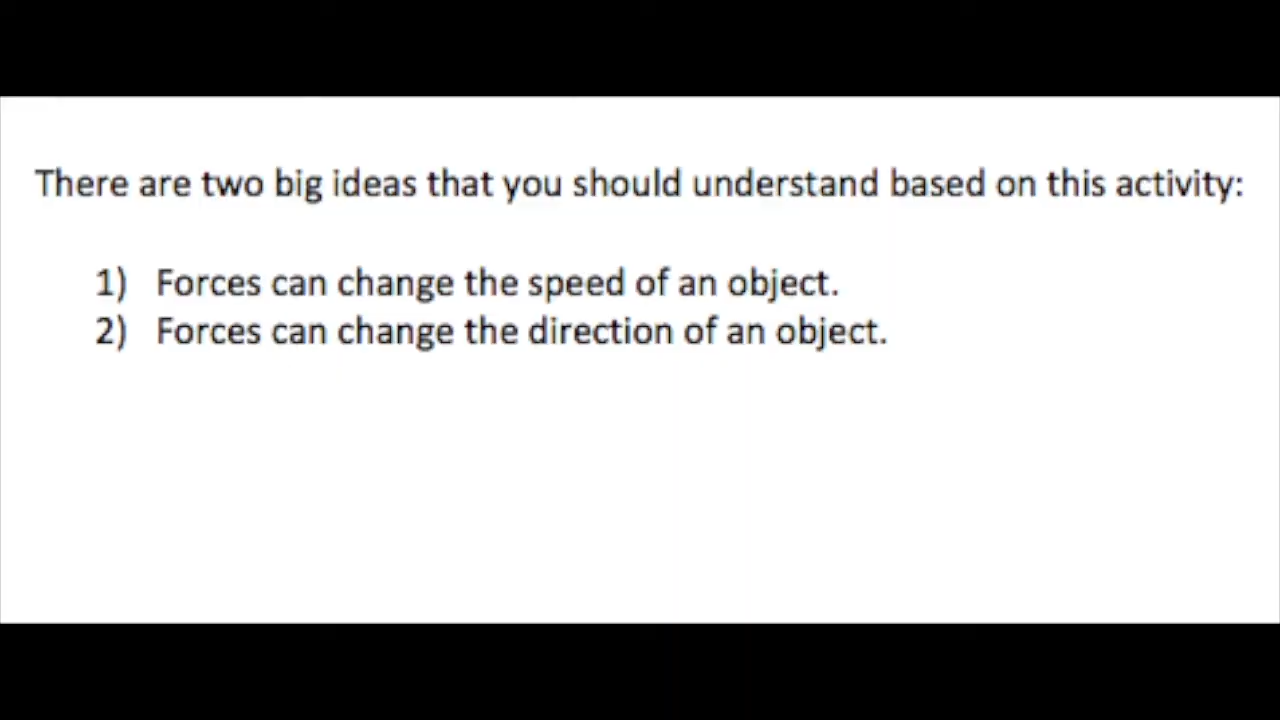 There are two big ideas that you should understand based on this activity:
1) Forces can change the speed of an object.
2) Forces can change the direction of an object.